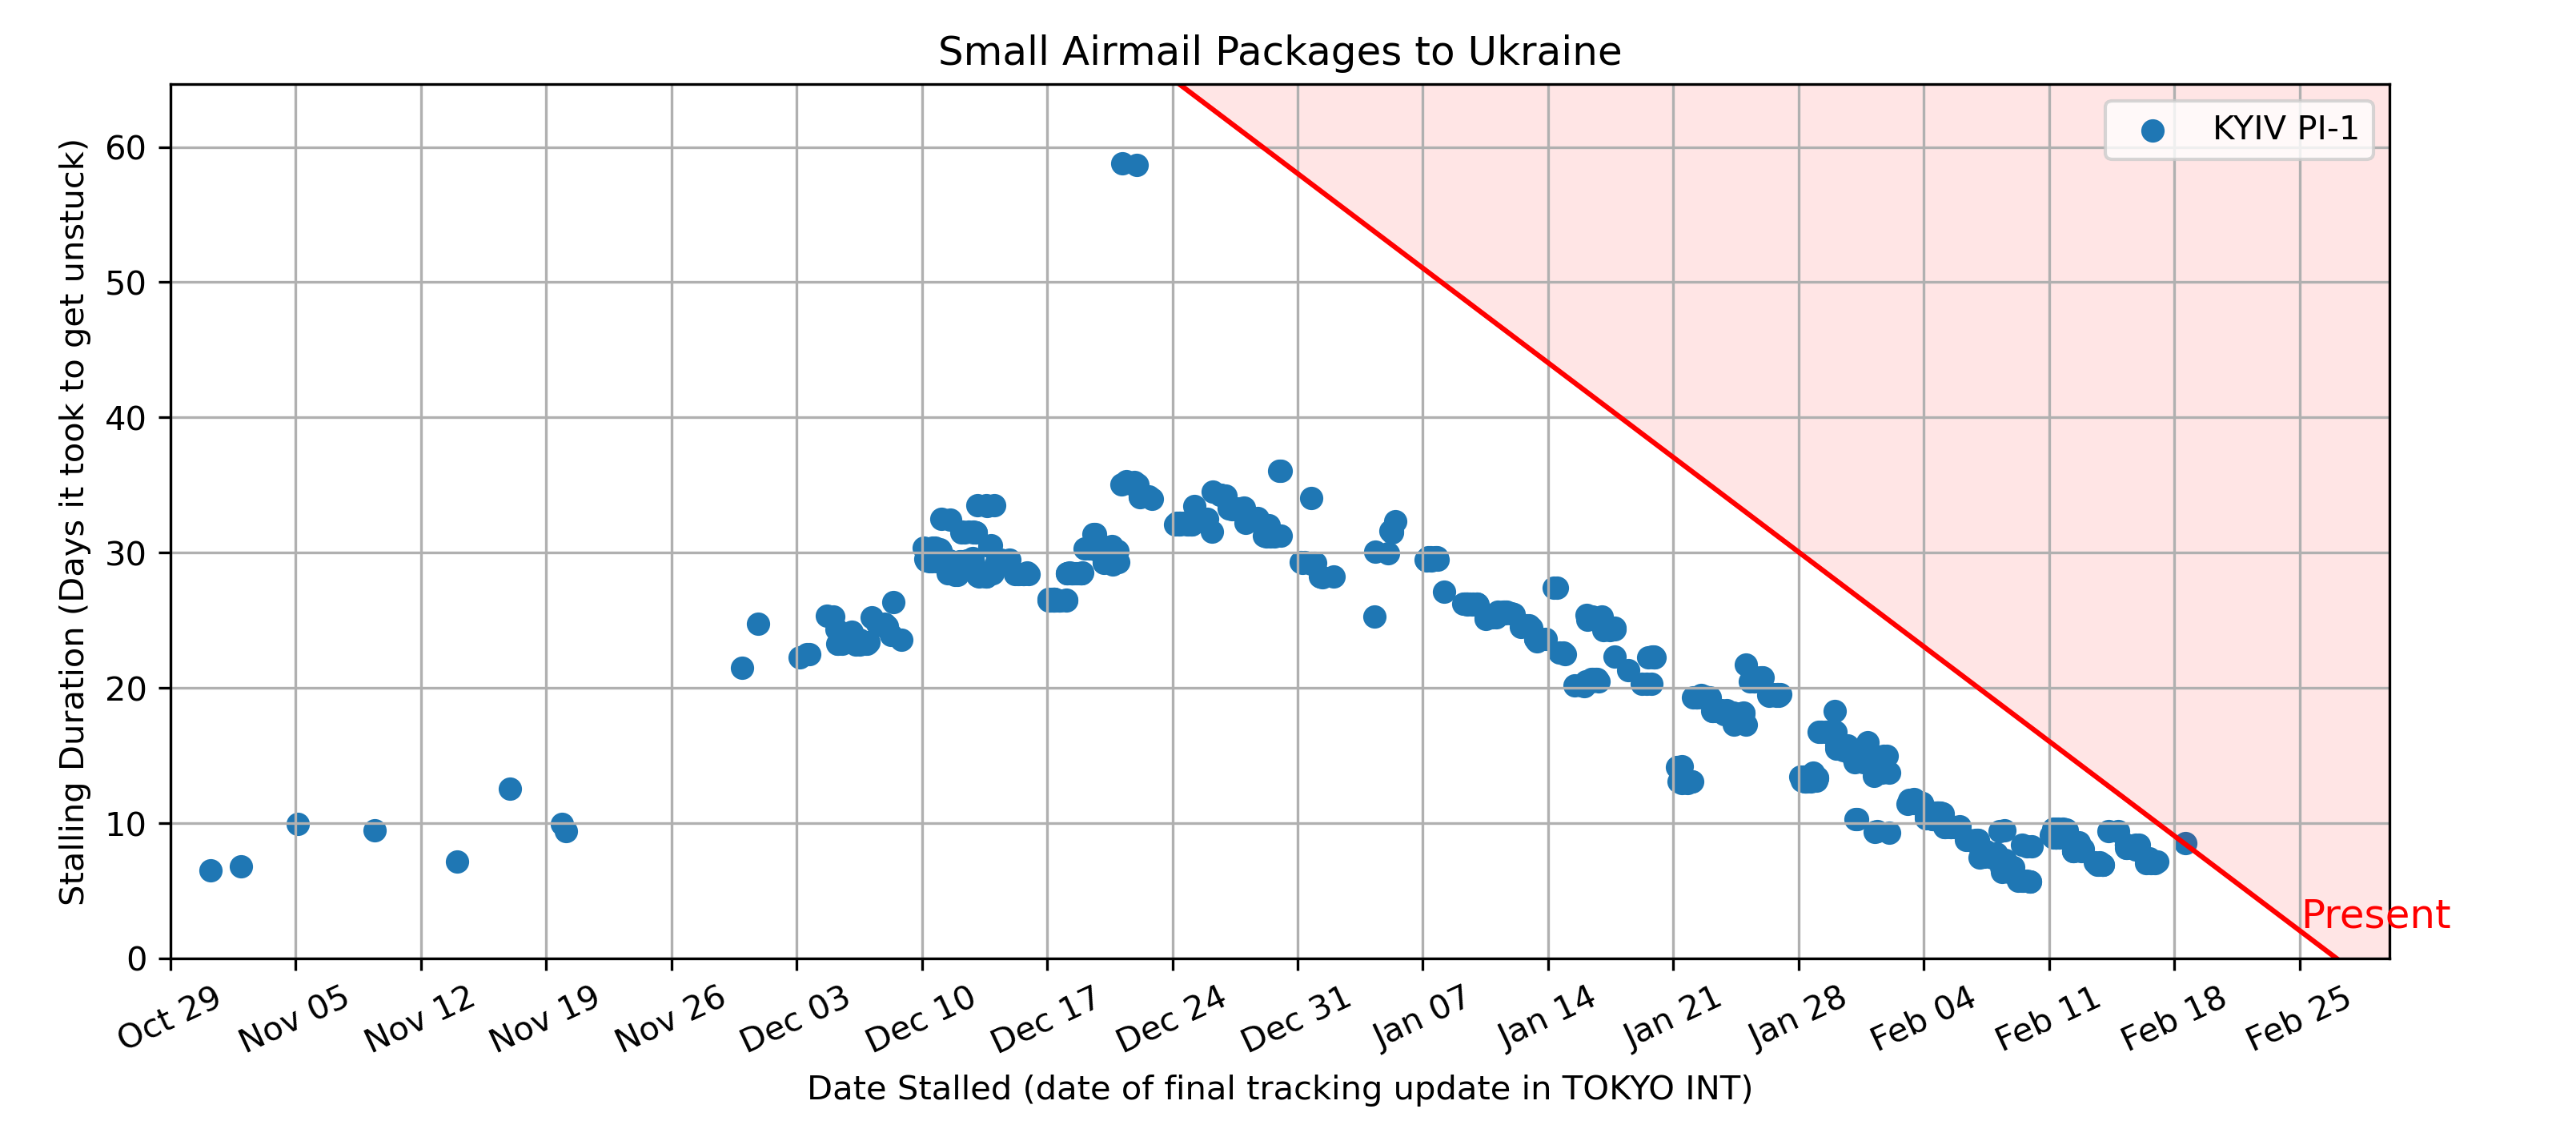 Small Airmail Packages to Ukraine
KYIV PI-1
Stalling Duration (Days it took to get unstuck)
60
50
40
30
20
10
0
Present
Oct 29
Nov 05
Nov 12
Nov 19
Nov 26
Dec 03
Dec 10
Dec 17
Dec 24
Dec 31
Jan 07
Jan 14
Jan 21
Jan 28
Feb 04
Feb 11
Feb 18
Feb 25
Date Stalled (date of final tracking update in TOKYO INT)